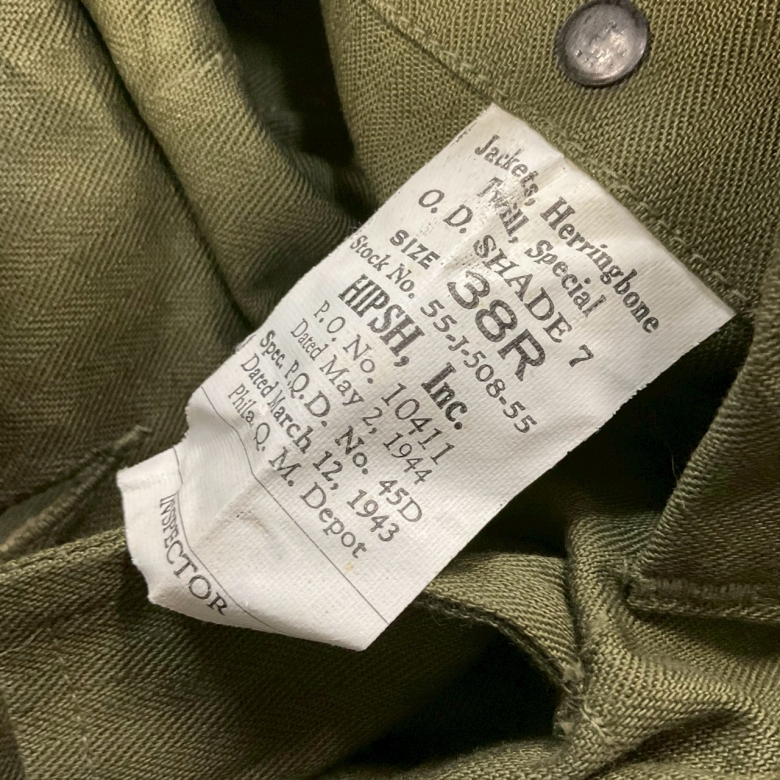 Jackets, Herringbone
Twill, Special
O. D. SHADE 7
SIZE 38R
Stock No. 55-J-508-55
HIPSH, Inc.
P.O No. 10411
Dated May 2, 1944
Spec. P.Q.D. No. 45D
Dated March 12, 1943
Phila. Q. M. Depot
INSPECTOR